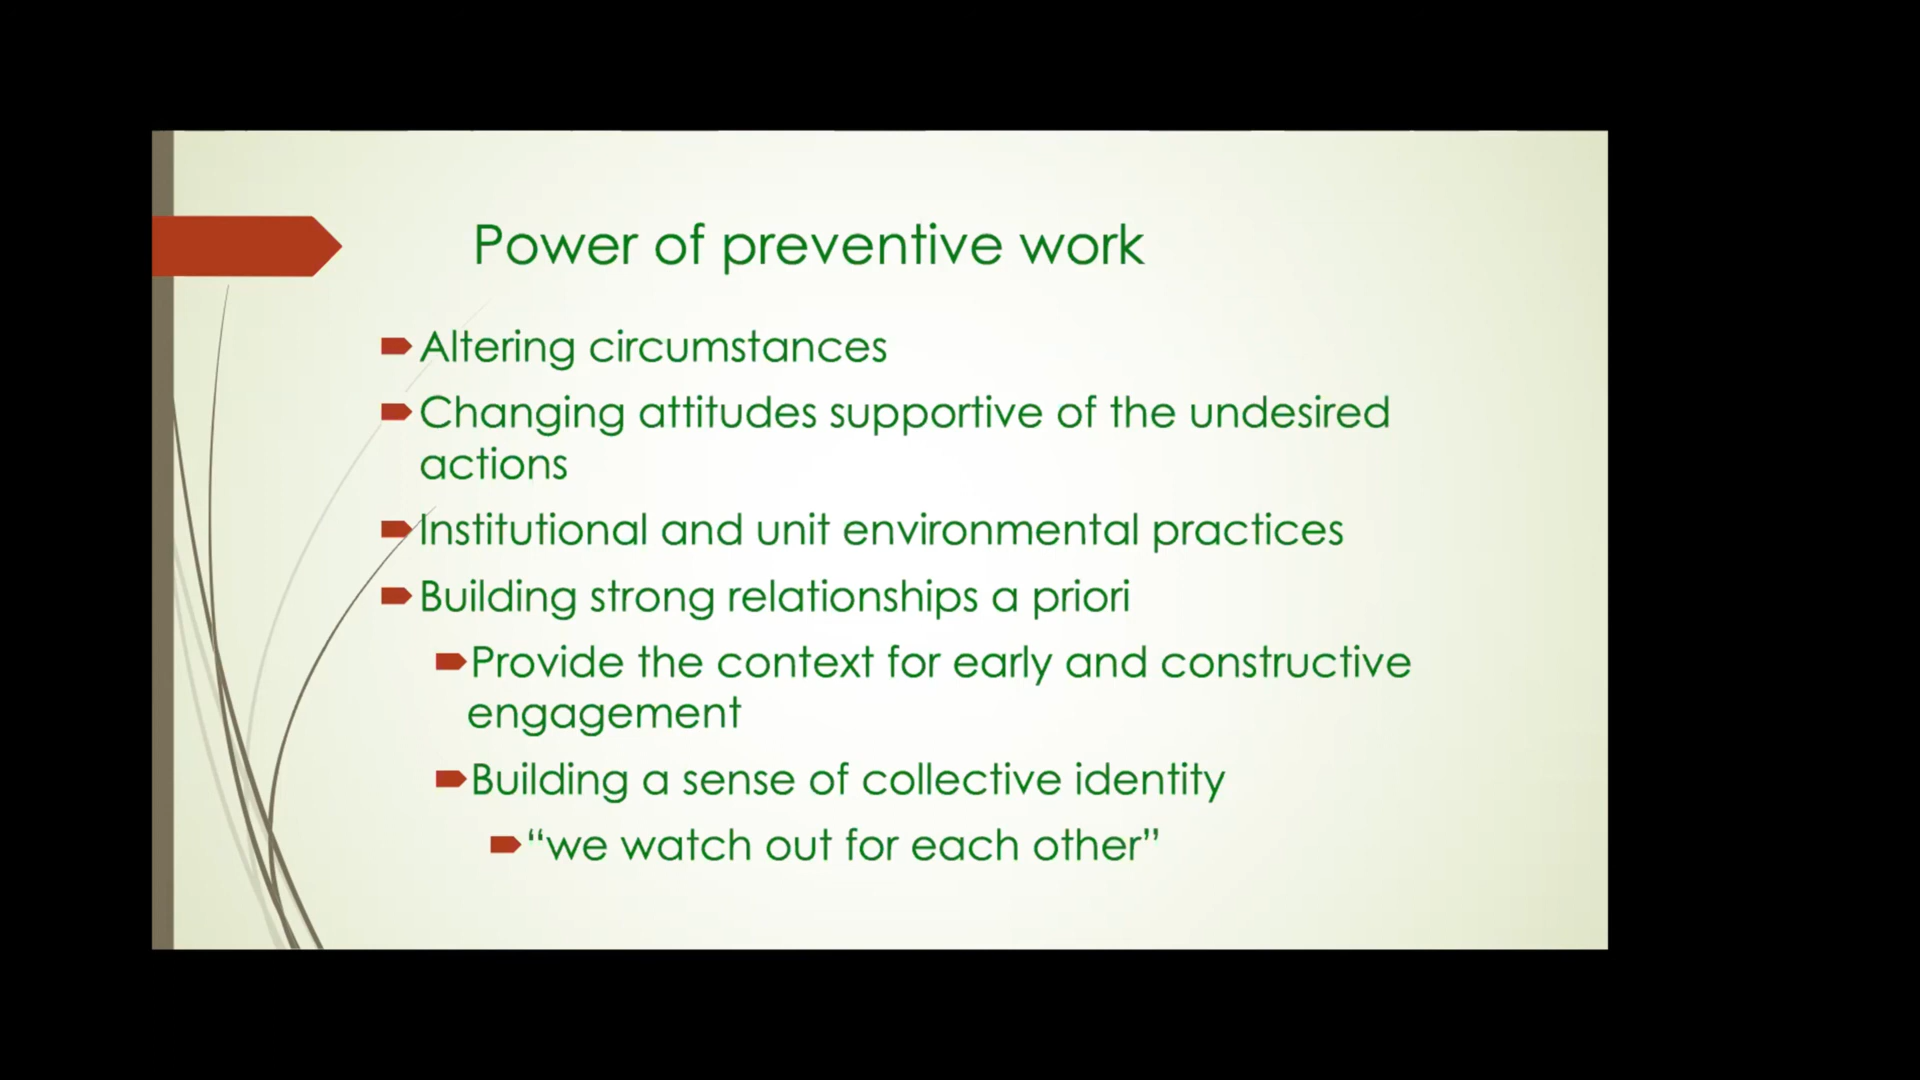 Power of preventive work
Altering circumstances
Changing attitudes supportive of the undesired
actions
Institutional and unit environmental practices
Building strong relationships a priori
Provide the context for early and constructive
engagement
Building a sense of collective identity
“we watch out for each other”